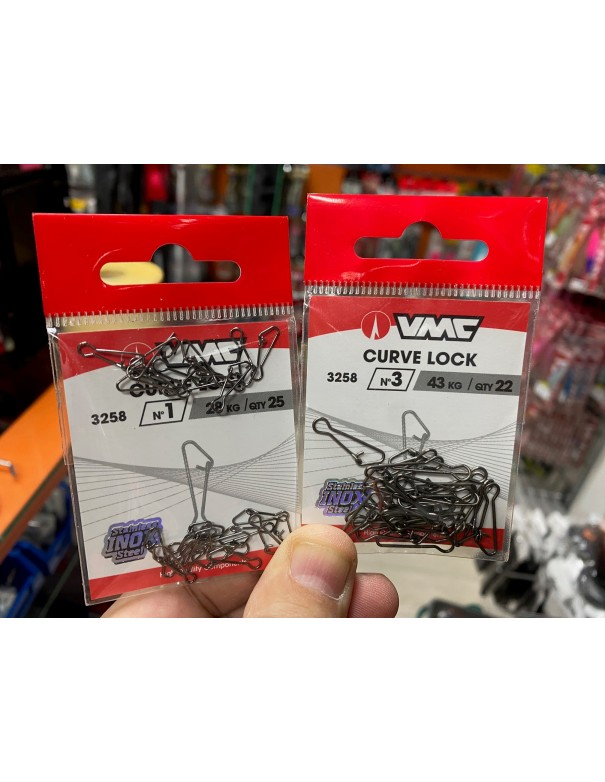 VMC
3258
N° 1
KG / QTY 25
Stainless
INOX
Steel
VMC
CURVE LOCK
3258
N° 3
43 KG / QTY 22
Stainless
INOX
Steel